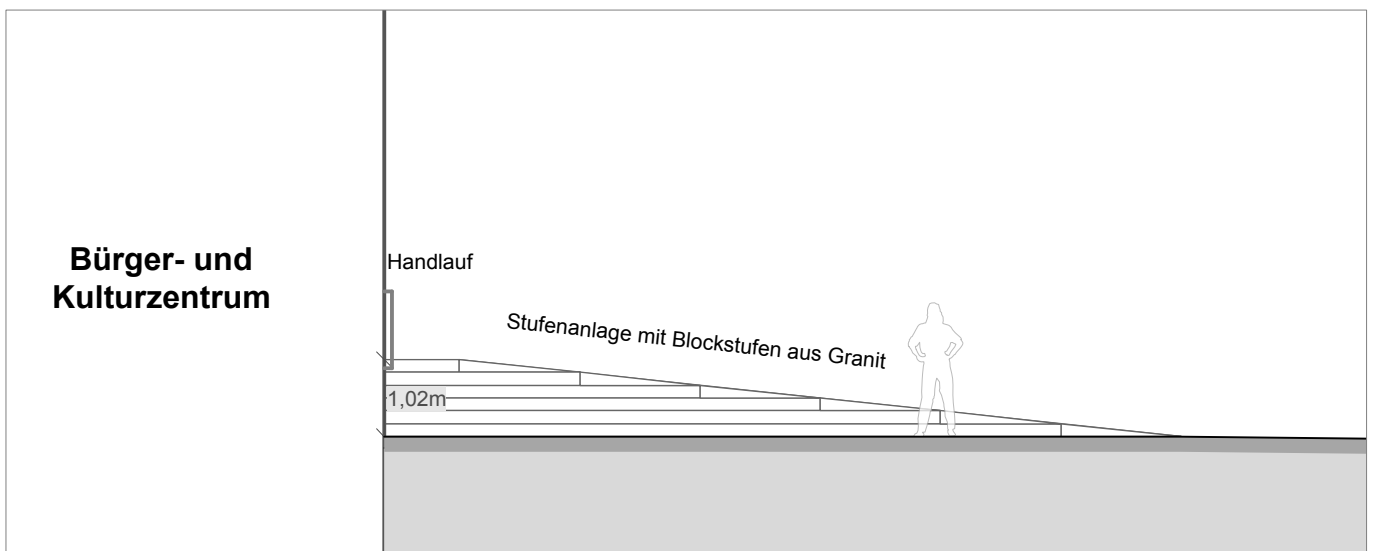 Bürger- und
Kulturzentrum
Handlauf
Stufenanlage mit Blockstufen aus Granit
1,02m